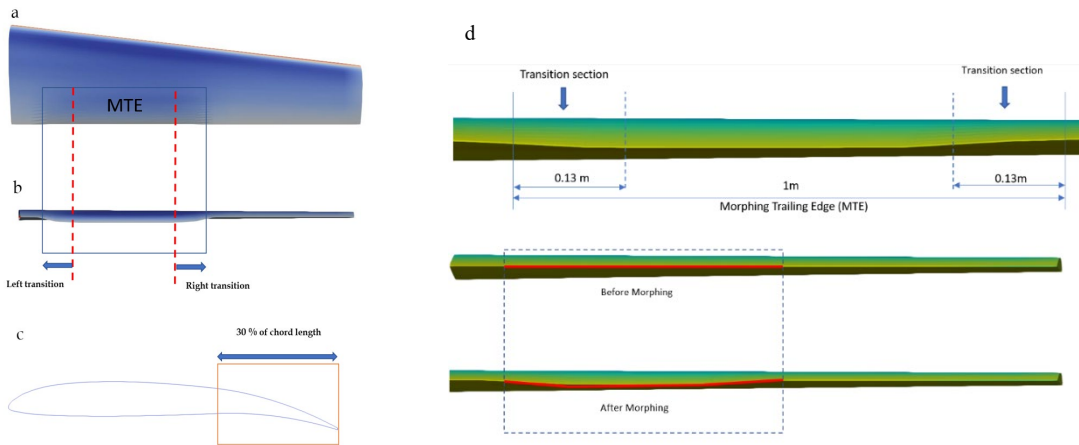 a
MTE
b
Left transition
Right transition
c
30 % of chord length
d
Transition section
Transition section
0.13 m
1m
0.13m
Morphing Trailing Edge (MTE)
Before Morphing
After Morphing